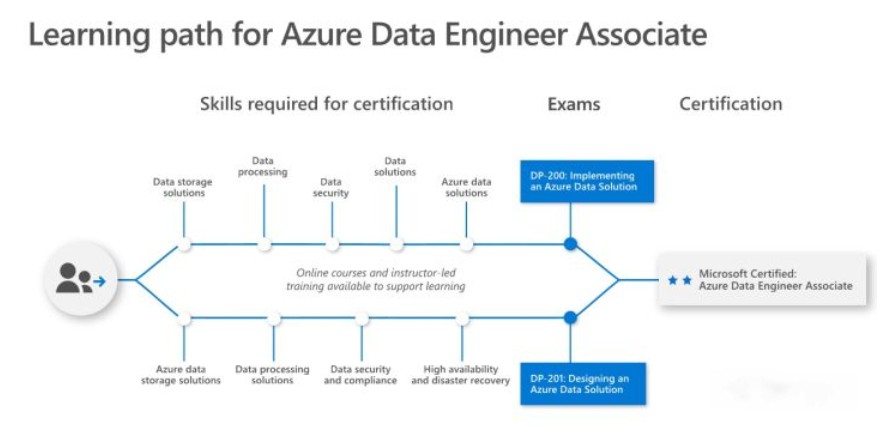 Learning path for Azure Data Engineer Associate
Skills required for certification
Exams
Certification
Data storage
solutions
Data
processing
Data
security
Data
solutions
Azure data
solutions
DP-200: Implementing
an Azure Data Solution
Online courses and instructor-led
training available to support learning
Microsoft Certified:
Azure Data Engineer Associate
Azure data
storage solutions
Data processing
solutions
Data security
and compliance
High availability
and disaster recovery
DP-201: Designing an
Azure Data Solution